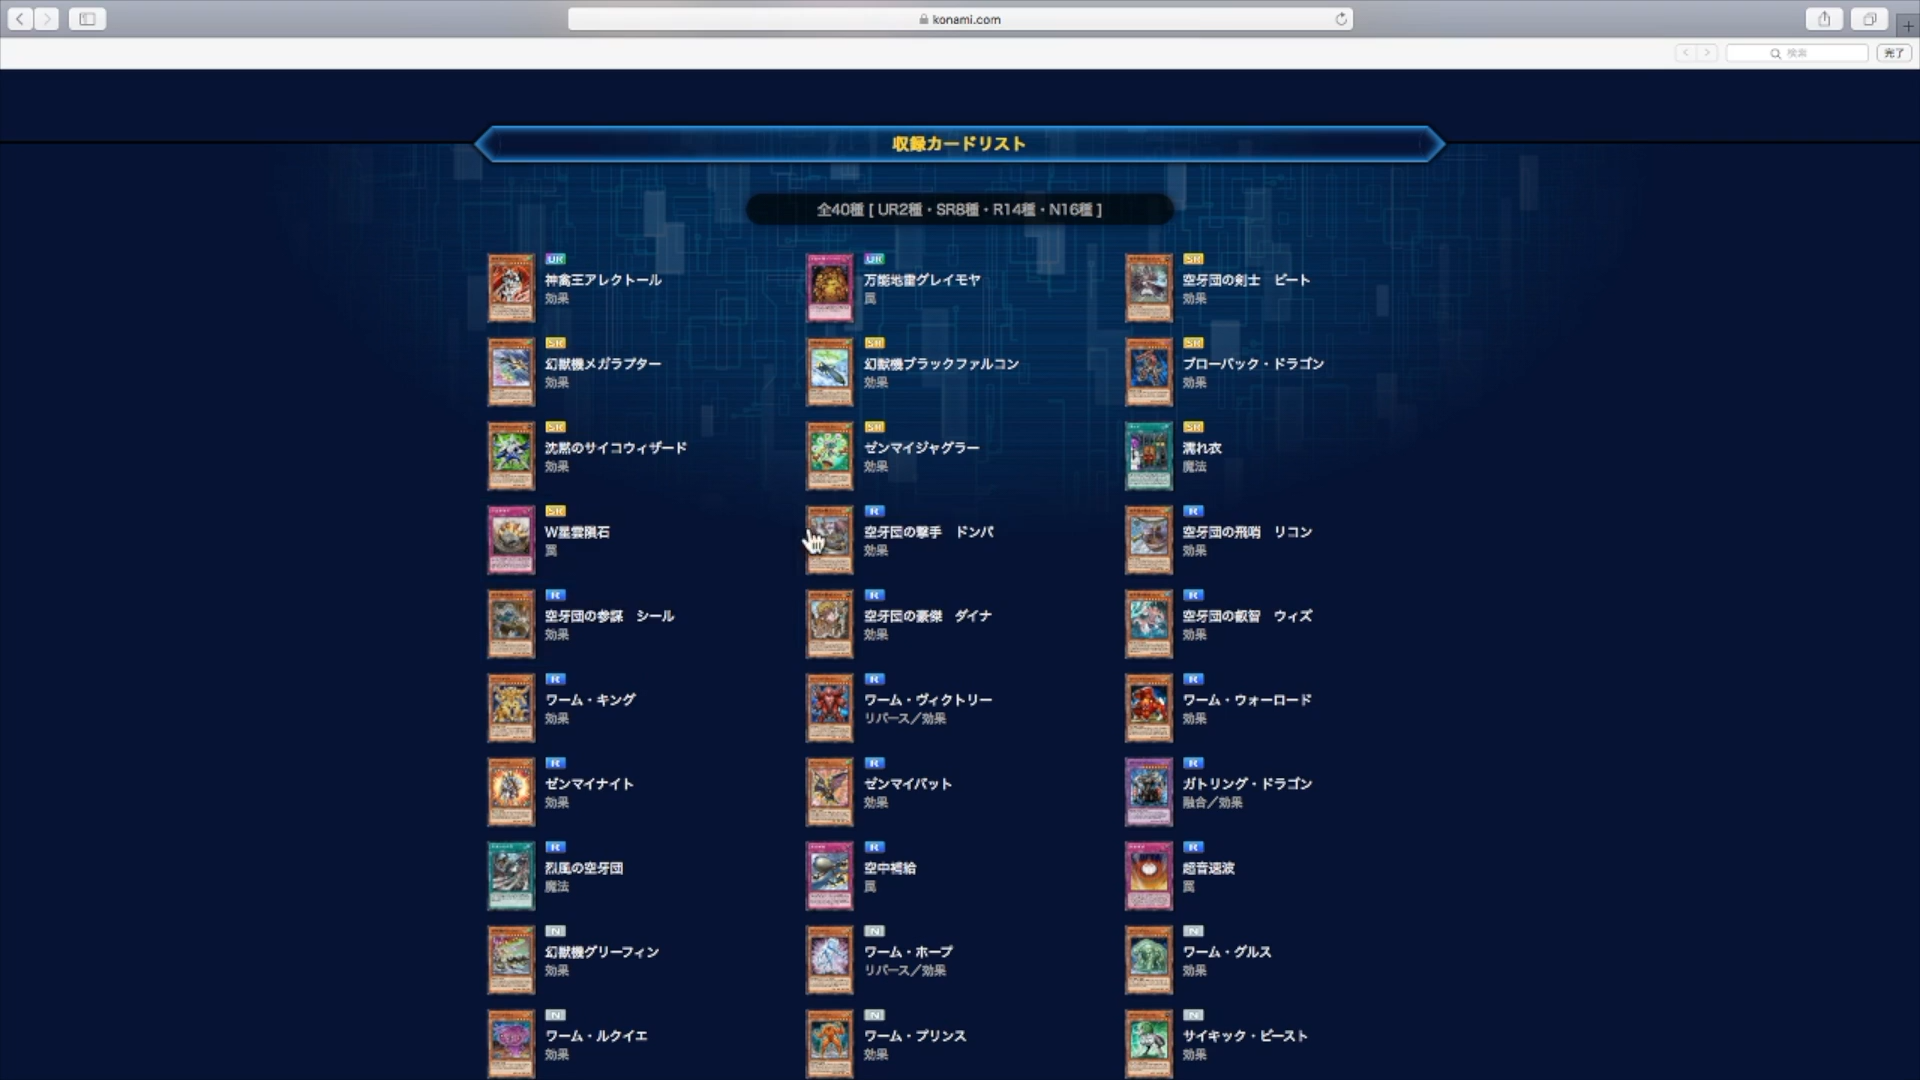 konami.com
検索
完了
収録カードリスト
全40種 [ UR2種・SR8種・R14種・N16種 ]
UR
神禽王アレクトール
効果
UR
万能地雷グレイモヤ
罠
SR
空牙団の剣士　ビート
効果
SR
幻獣機メガラプター
効果
SR
幻獣機ブラックファルコン
効果
SR
ブローバック・ドラゴン
効果
SR
沈黙のサイコウィザード
効果
SR
ゼンマイジャグラー
効果
SR
濡れ衣
魔法
SR
W星雲隕石
罠
R
空牙団の撃手　ドンパ
効果
R
空牙団の飛哨　リコン
効果
R
空牙団の参謀　シール
効果
R
空牙団の豪傑　ダイナ
効果
R
空牙団の叡智　ウィズ
効果
R
ワーム・キング
効果
R
ワーム・ヴィクトリー
リバース／効果
R
ワーム・ウォーロード
効果
R
ゼンマイナイト
効果
R
ゼンマイバット
効果
R
ガトリング・ドラゴン
融合／効果
R
烈風の空牙団
魔法
R
空中補給
罠
R
超音速波
罠
N
幻獣機グリーフィン
効果
N
ワーム・ホープ
リバース／効果
N
ワーム・グルス
効果
N
ワーム・ルクイエ
効果
N
ワーム・プリンス
効果
N
サイキック・ビースト
効果